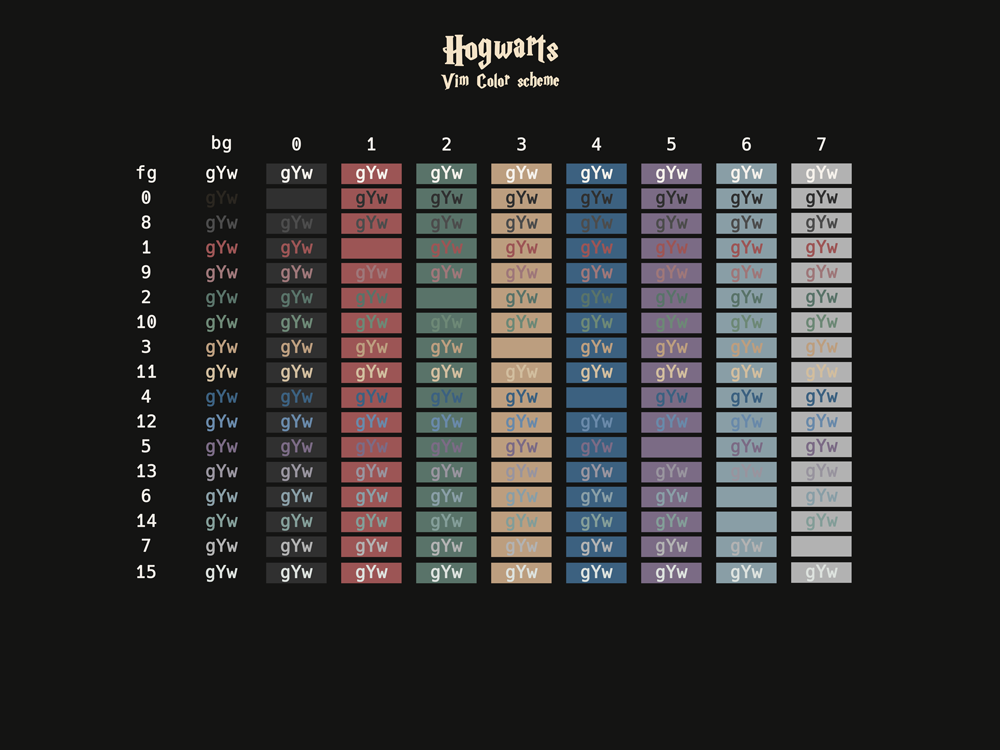 Hogwarts
Vim Color scheme
bg 0 1 2 3 4 5 6 7
fg gYw gYw gYw gYw gYw gYw gYw gYw gYw
0 gYw gYw gYw gYw gYw gYw gYw gYw
8 gYw gYw gYw gYw gYw gYw gYw gYw gYw
1 gYw gYw gYw gYw gYw gYw gYw gYw
9 gYw gYw gYw gYw gYw gYw gYw gYw gYw
2 gYw gYw gYw gYw gYw gYw gYw gYw
10 gYw gYw gYw gYw gYw gYw gYw gYw gYw
3 gYw gYw gYw gYw gYw gYw gYw gYw
11 gYw gYw gYw gYw gYw gYw gYw gYw gYw
4 gYw gYw gYw gYw gYw gYw gYw gYw
12 gYw gYw gYw gYw gYw gYw gYw gYw gYw
5 gYw gYw gYw gYw gYw gYw gYw gYw
13 gYw gYw gYw gYw gYw gYw gYw gYw gYw
6 gYw gYw gYw gYw gYw gYw gYw gYw
14 gYw gYw gYw gYw gYw gYw gYw gYw
7 gYw gYw gYw gYw gYw gYw gYw gYw
15 gYw gYw gYw gYw gYw gYw gYw gYw gYw